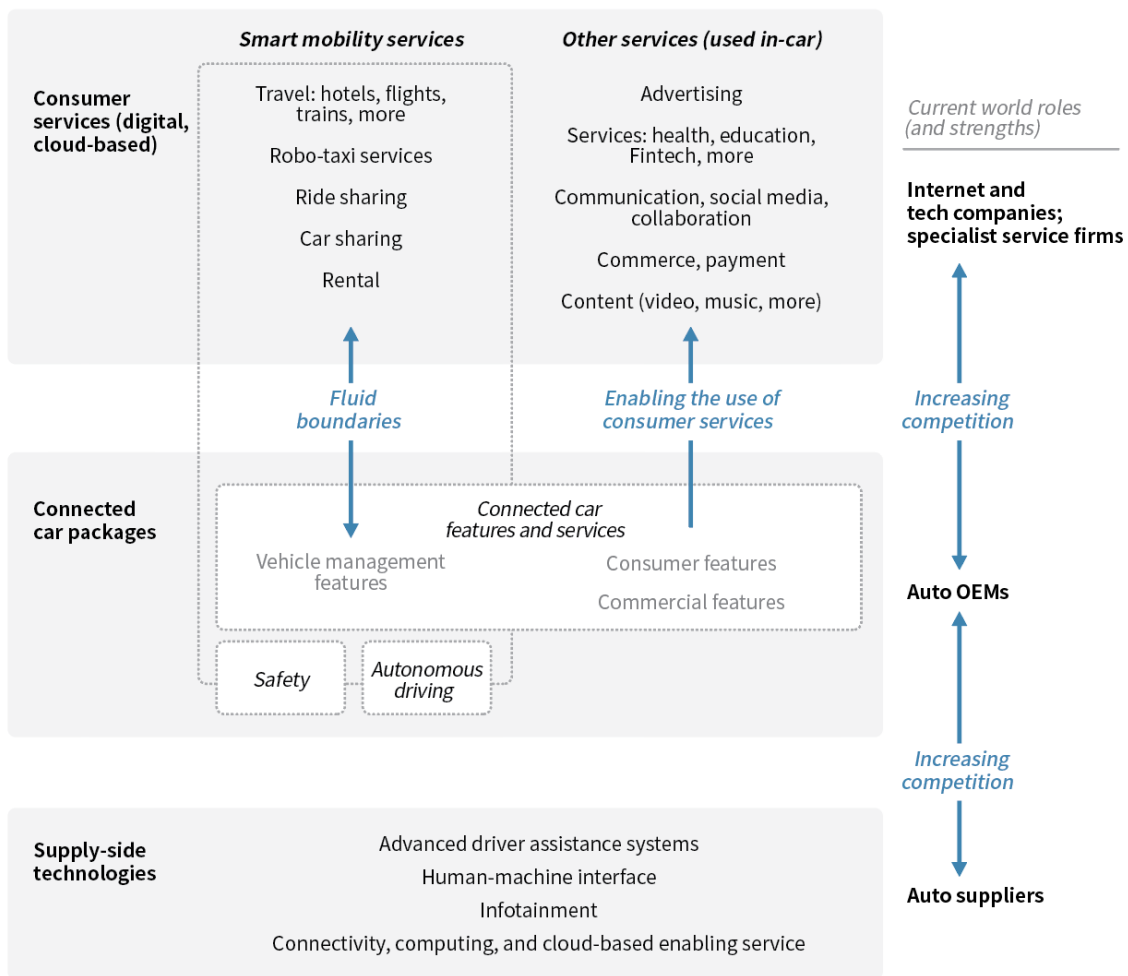 Smart mobility services
Other services (used in-car)
Consumer
services (digital,
cloud-based)
Travel: hotels, flights,
trains, more
Robo-taxi services
Ride sharing
Car sharing
Rental
Advertising
Services: health, education,
Fintech, more
Communication, social media,
collaboration
Commerce, payment
Content (video, music, more)
Current world roles
(and strengths)
Internet and
tech companies;
specialist service firms
Fluid
boundaries
Enabling the use of
consumer services
Increasing
competition
Connected
car packages
Connected car
features and services
Vehicle management
features
Consumer features
Commercial features
Safety
Autonomous
driving
Auto OEMs
Increasing
competition
Supply-side
technologies
Advanced driver assistance systems
Human-machine interface
Infotainment
Connectivity, computing, and cloud-based enabling service
Auto suppliers